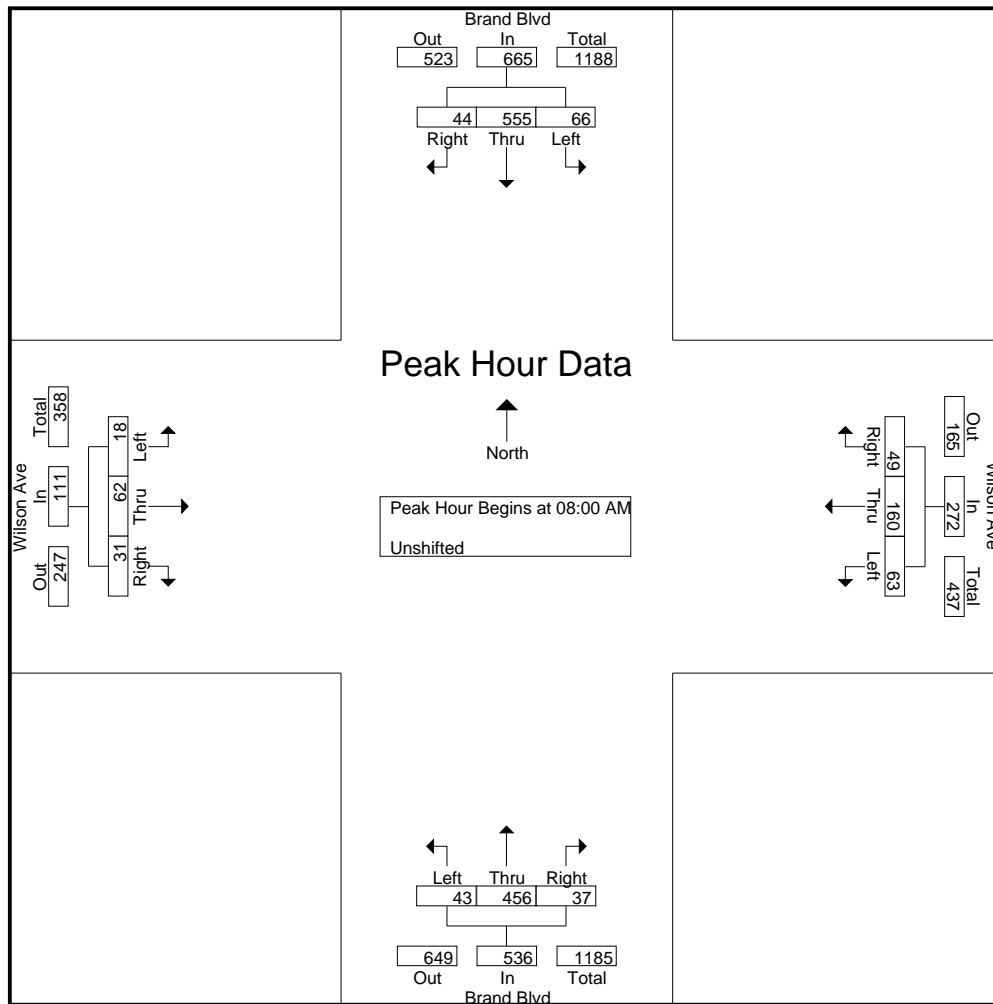 Brand Blvd
Out In Total
523 665 1188
44 555 66
Right Thru Left
Peak Hour Data
North
Peak Hour Begins at 08:00 AM
Unshifted
Wilson Ave
Out In Total
247 111 358
31 62 18
Right Thru Left
Wilson Ave
Out In Total
165 272 437
49 160 63
Right Thru Left
Left Thru Right
43 456 37
649 536 1185
Out In Total
Brand Blvd